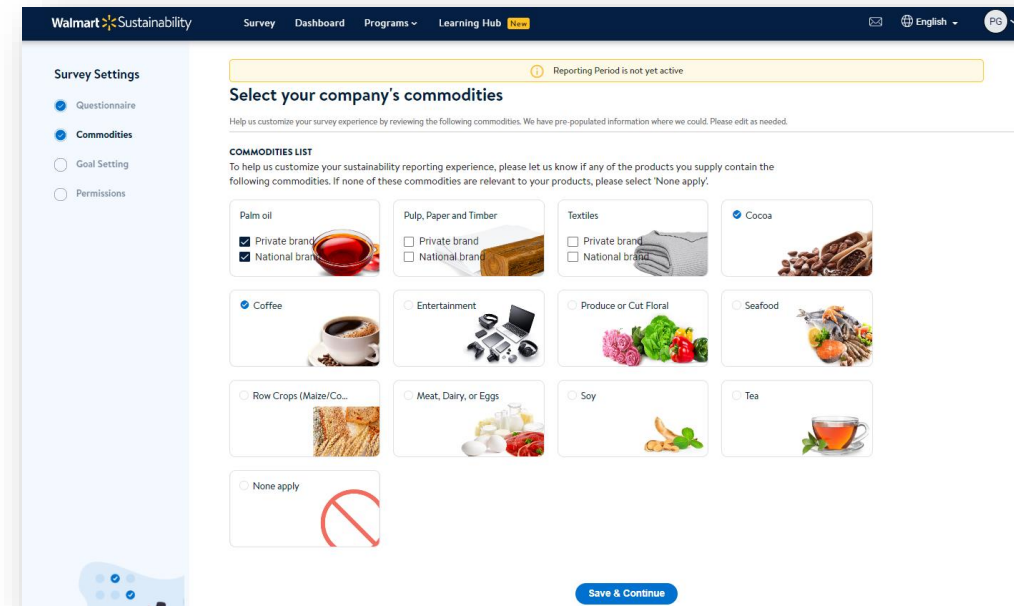 Walmart Sustainability
Survey Dashboard Programs Learning Hub New
English
PG
Survey Settings
Questionnaire
Commodities
Goal Setting
Permissions
Reporting Period is not yet active
Select your company's commodities
Help us customize your survey experience by reviewing the following commodities. We have pre-populated information where we could. Please edit as needed.
COMMODITIES LIST
To help us customize your sustainability reporting experience, please let us know if any of the products you supply contain the
following commodities. If none of these commodities are relevant to your products, please select 'None apply'.
Palm oil
Private brand
National brand
Pulp, Paper and Timber
Private brand
National brand
Textiles
Private brand
National brand
Cocoa
Coffee
Entertainment
Produce or Cut Floral
Seafood
Row Crops (Maize/Co...
Meat, Dairy, or Eggs
Soy
Tea
None apply
Save & Continue